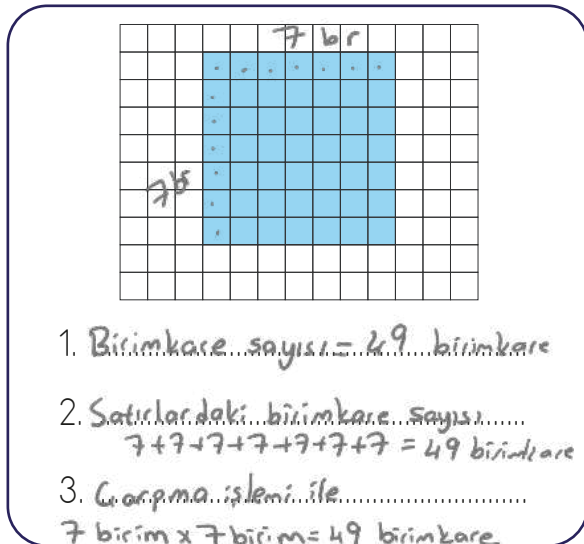 7 br
7 br
1. Birimkare sayısı = 49 birimkare
2. Satırlardaki birimkare sayısı
7+7+7+7+7+7+7 = 49 birimkare
3. Çarpma işlemi ile
7 birim x 7 birim = 49 birimkare